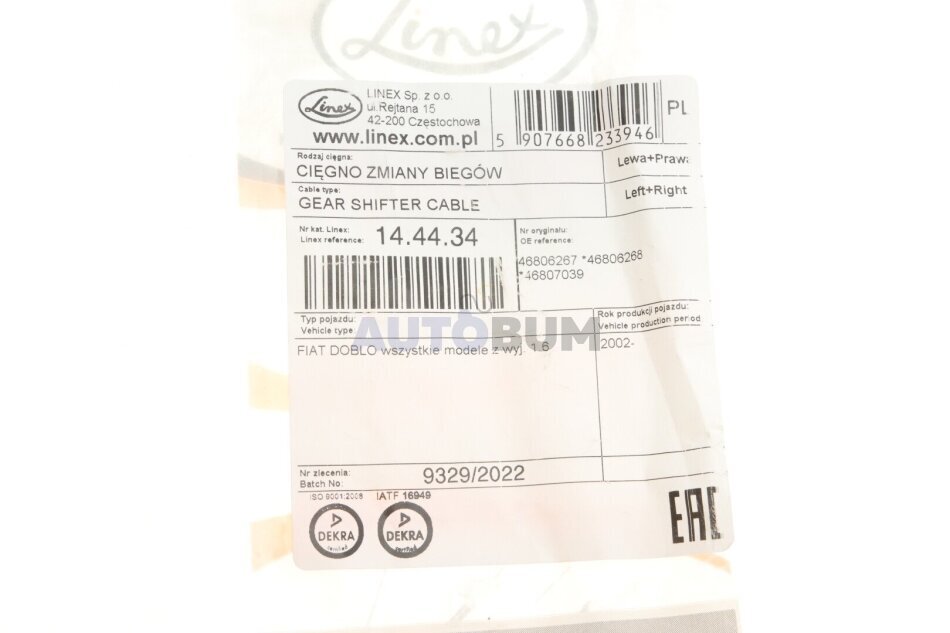 Linex
Linex
LINEX Sp. z o.o.
ul. Rejtana 15
42-200 Częstochowa
www.linex.com.pl
5 907668 233946
PL
Rodzaj cięgna:
CIĘGNO ZMIANY BIEGÓW
Lewa+Prawa
Cable type:
GEAR SHIFTER CABLE
Left+Right
Nr kat. Linex:
Linex reference:
14.44.34
Nr oryginału:
OE reference:
46806267 *46806268
*46807039
Typ pojazdu:
Vehicle type:
Rok produkcji pojazdu:
Vehicle production period
AUTOBUM
FIAT DOBLO wszystkie modele z wyj. 1.6
2002-
Nr zlecenia:
Batch No:
9329/2022
ISO 9001:2008
IATF 16949
DEKRA
DEKRA
EAC